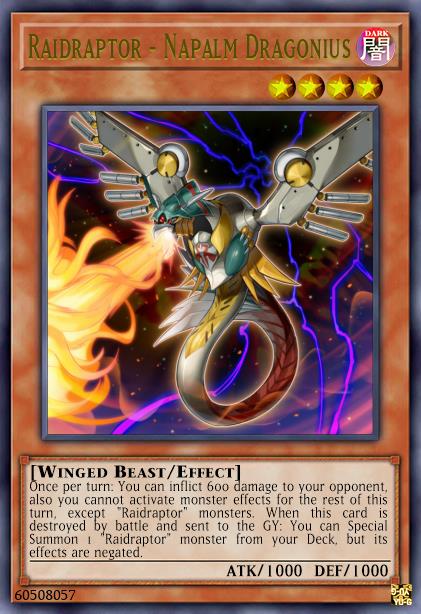 Raidraptor - Napalm Dragonius
DARK
闇
[Winged Beast/Effect]
Once per turn: You can inflict 600 damage to your opponent,
also you cannot activate monster effects for the rest of this
turn, except "Raidraptor" monsters. When this card is
destroyed by battle and sent to the GY: You can Special
Summon 1 "Raidraptor" monster from your Deck, but its
effects are negated.
ATK/1000 DEF/1000
60508057